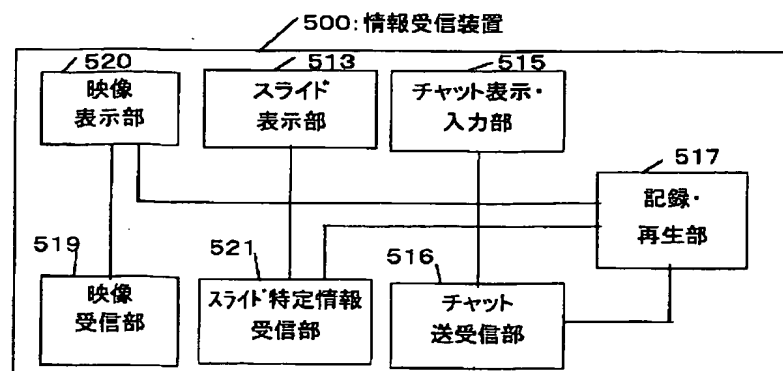 500:情報受信装置
520
映像
表示部
513
スライド
表示部
515
チャット表示・
入力部
517
記録・
再生部
519
映像
受信部
521
スライド特定情報
受信部
516
チャット
送受信部